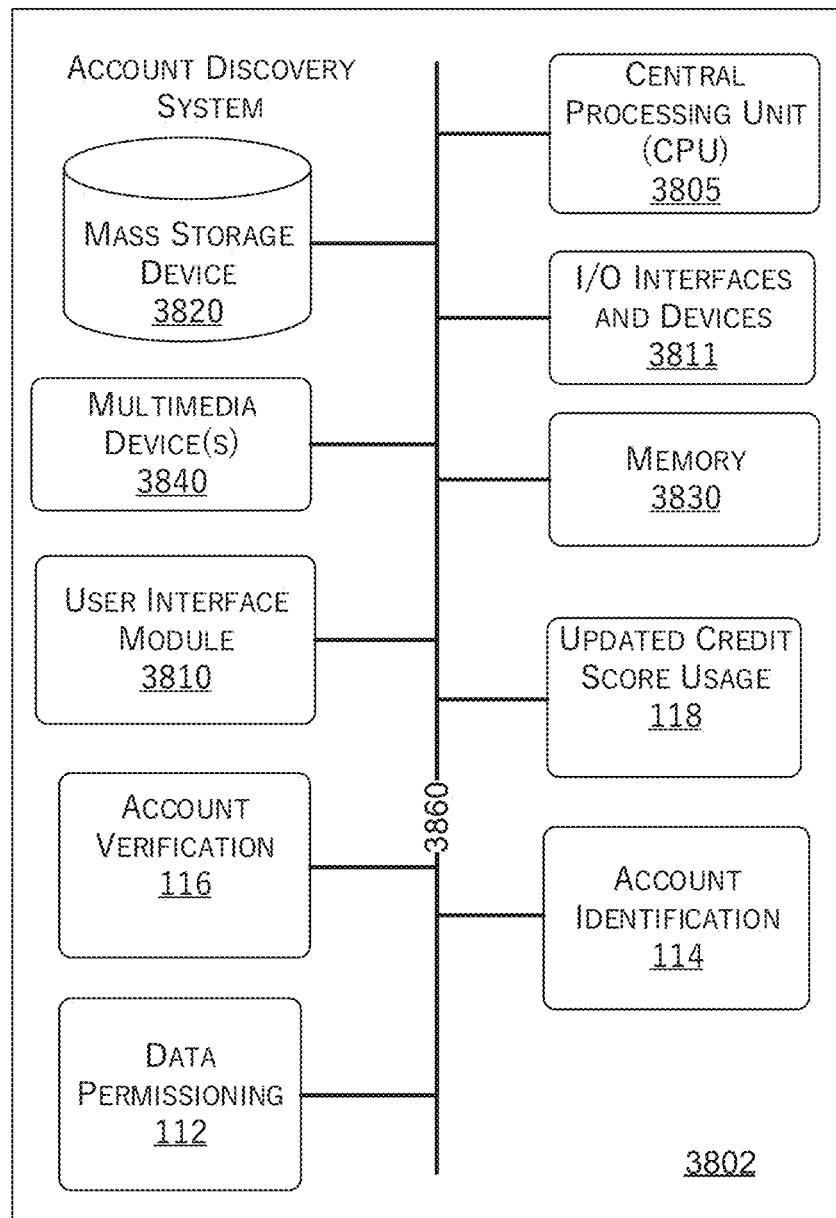 ACCOUNT DISCOVERY
SYSTEM
MASS STORAGE
DEVICE
3820
MULTIMEDIA
DEVICE(S)
3840
USER INTERFACE
MODULE
3810
ACCOUNT
VERIFICATION
116
DATA
PERMISSIONING
112
3860
CENTRAL
PROCESSING UNIT
(CPU)
3805
I/O INTERFACES
AND DEVICES
3811
MEMORY
3830
UPDATED CREDIT
SCORE USAGE
118
ACCOUNT
IDENTIFICATION
114
3802